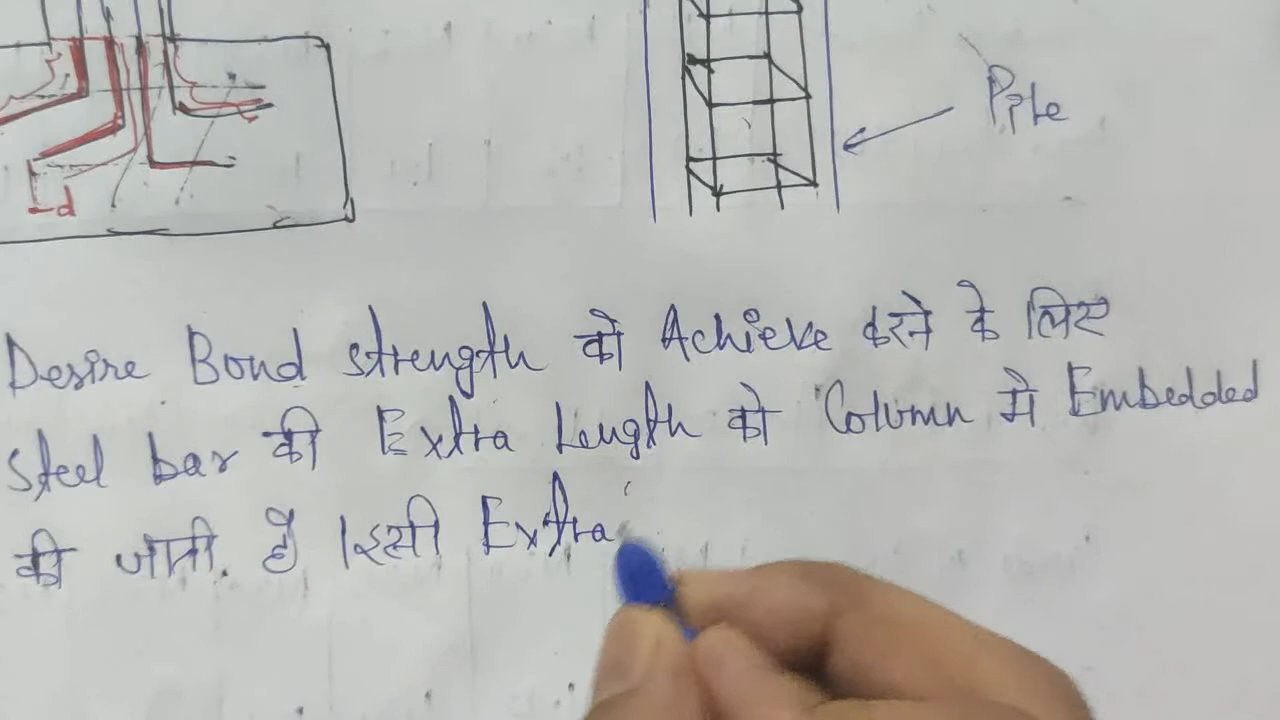 Pile
d
Desire Bond strength को Achieve करने के लिए
Steel bar की Extra Length को Column मे Embedded
की जाती है । इसी Extra